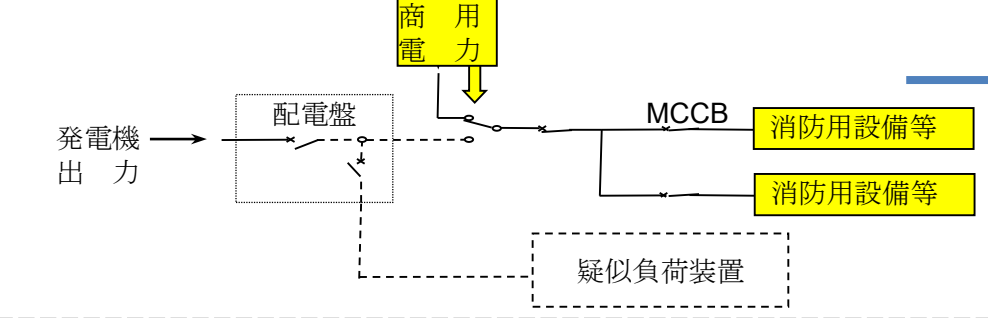 商　用
電　力
配電盤
発電機
出　力
MCCB
消防用設備等
消防用設備等
疑似負荷装置